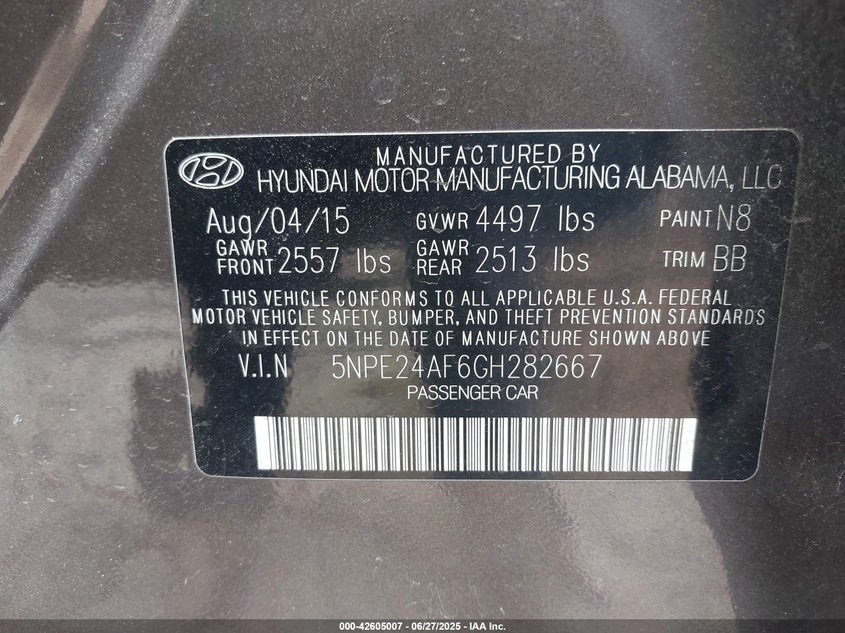 MANUFACTURED BY
HYUNDAI MOTOR MANUFACTURING ALABAMA, LLC
Aug/04/15 GVWR 4497 lbs PAINT N8
GAWR FRONT 2557 lbs GAWR REAR 2513 lbs TRIM BB
THIS VEHICLE CONFORMS TO ALL APPLICABLE U.S.A. FEDERAL
MOTOR VEHICLE SAFETY, BUMPER, AND THEFT PREVENTION STANDARDS
IN EFFECT ON THE DATE OF MANUFACTURE SHOWN ABOVE
V.I.N 5NPE24AF6GH282667
PASSENGER CAR
000-42605007 - 06/27/2025 - IAA Inc.